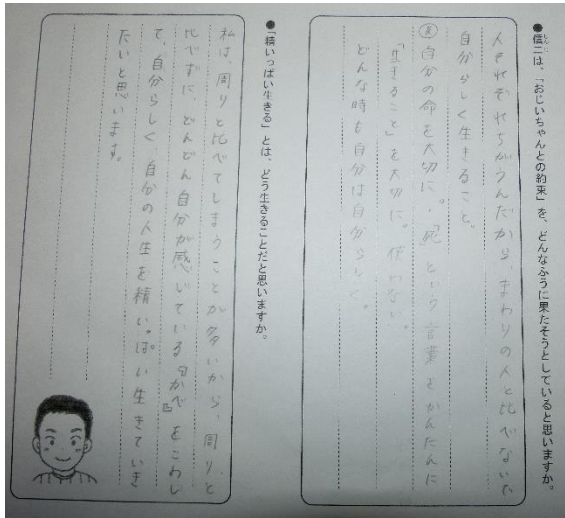 ●信二は、「おじいちゃんとの約束」を、どんなふうに果たそうとしていると思いますか。
人それぞれちがうんだから、まわりの人と比べないで
自分らしく生きること。
自分の命を大切に。「死」という言葉をかんたんに
「生きること」を大切に。使わない。
どんな時も自分は自分らしく。
●「精いっぱい生きる」とは、どう生きることだと思いますか。
私は、周りと比べてしまうことが多いから、周りと
比べずに、どんどん自分が感じている『かべ』をこわし
て、自分らしく、自分の人生を精いっぱい生きていき
たいと思います。